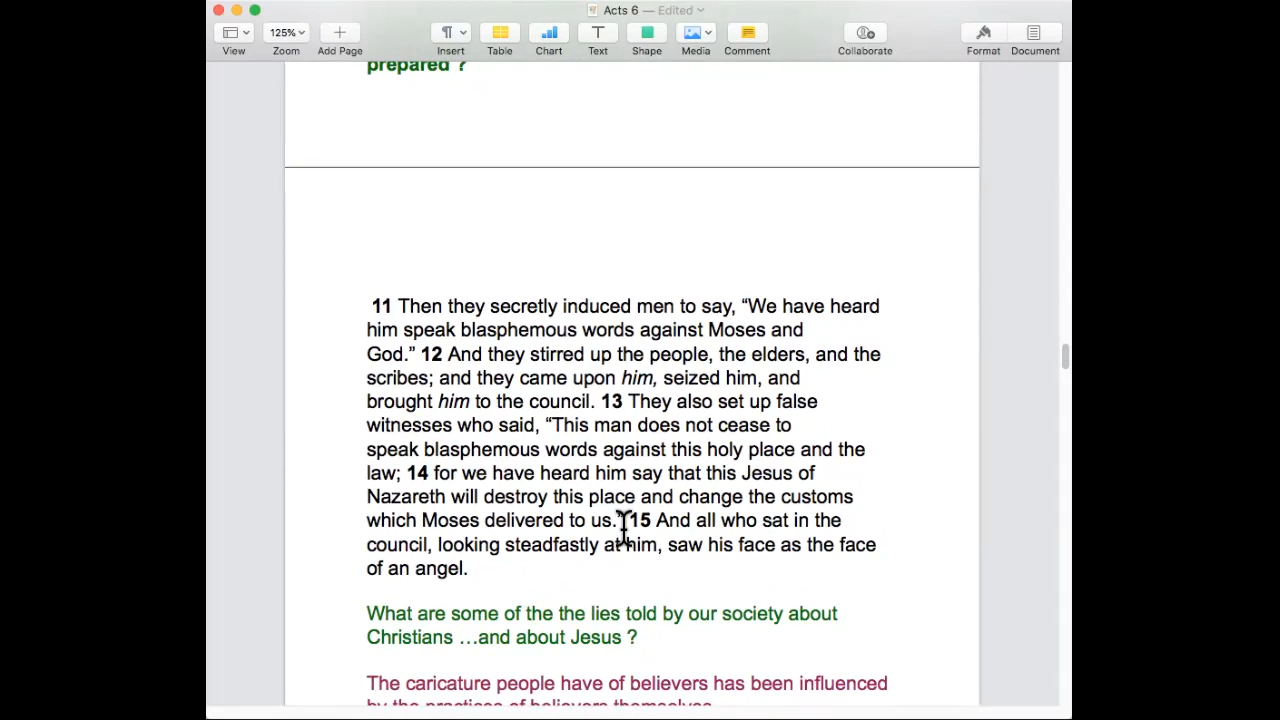 Acts 6 — Edited
View
125%
Zoom
Add Page
Insert
Table
Chart
Text
Shape
Media
Comment
Collaborate
Format
Document
prepared ?
11 Then they secretly induced men to say, “We have heard
him speak blasphemous words against Moses and
God.” 12 And they stirred up the people, the elders, and the
scribes; and they came upon him, seized him, and
brought him to the council. 13 They also set up false
witnesses who said, “This man does not cease to
speak blasphemous words against this holy place and the
law; 14 for we have heard him say that this Jesus of
Nazareth will destroy this place and change the customs
which Moses delivered to us.” 15 And all who sat in the
council, looking steadfastly at him, saw his face as the face
of an angel.
What are some of the the lies told by our society about
Christians …and about Jesus ?
The caricature people have of believers has been influenced
by the practices of believers themselves